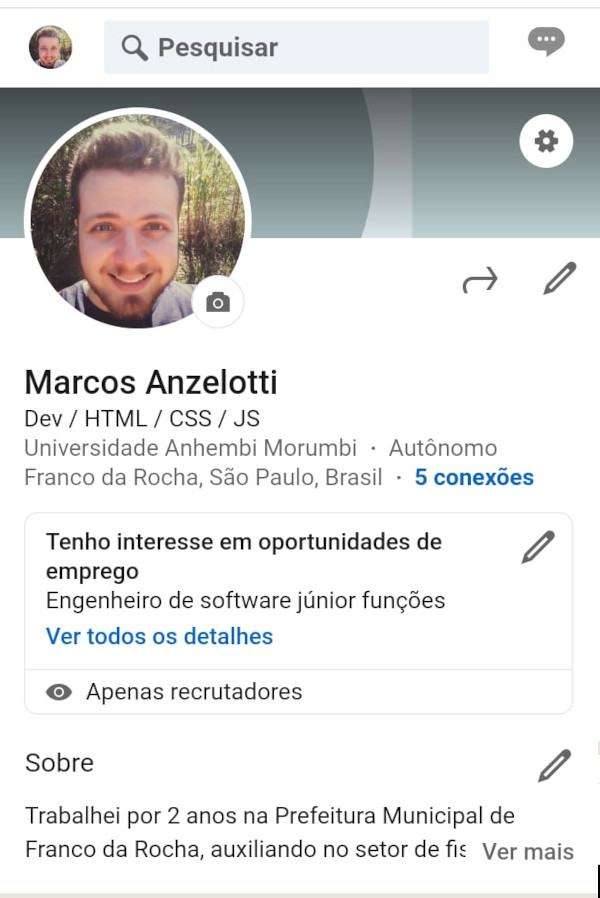 Pesquisar
Marcos Anzelotti
Dev / HTML / CSS / JS
Universidade Anhembi Morumbi · Autônomo
Franco da Rocha, São Paulo, Brasil · 5 conexões
Tenho interesse em oportunidades de
emprego
Engenheiro de software júnior funções
Ver todos os detalhes
Apenas recrutadores
Sobre
Trabalhei por 2 anos na Prefeitura Municipal de
Franco da Rocha, auxiliando no setor de fis Ver mais